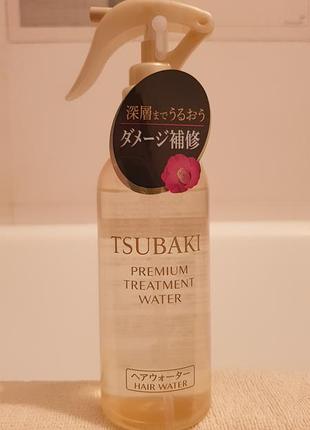 深層までうるおう
ダメージ補修
TSUBAKI
PREMIUM
TREATMENT
WATER
ヘアウォーター
HAIR WATER